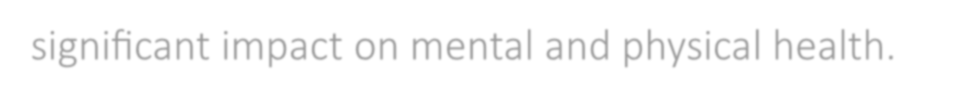 significant impact on mental and physical health.